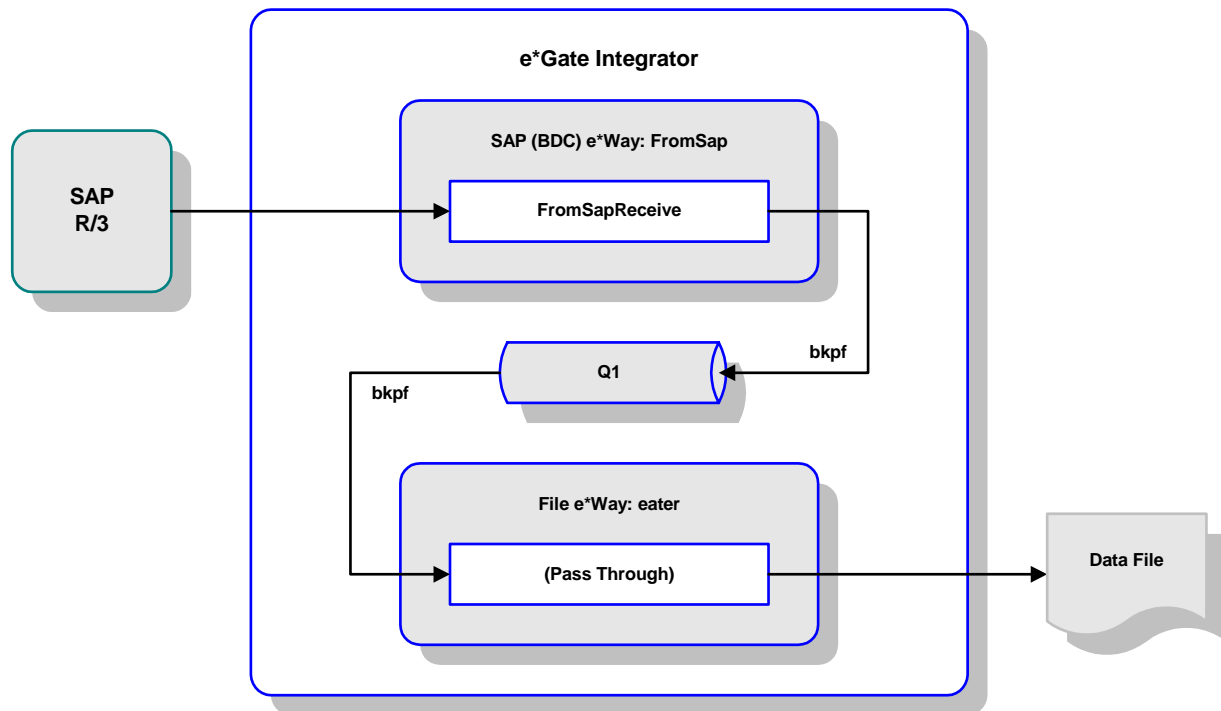 e*Gate Integrator
SAP (BDC) e*Way: FromSap
SAP
R/3
FromSapReceive
bkpf
Q1
bkpf
File e*Way: eater
(Pass Through)
Data File